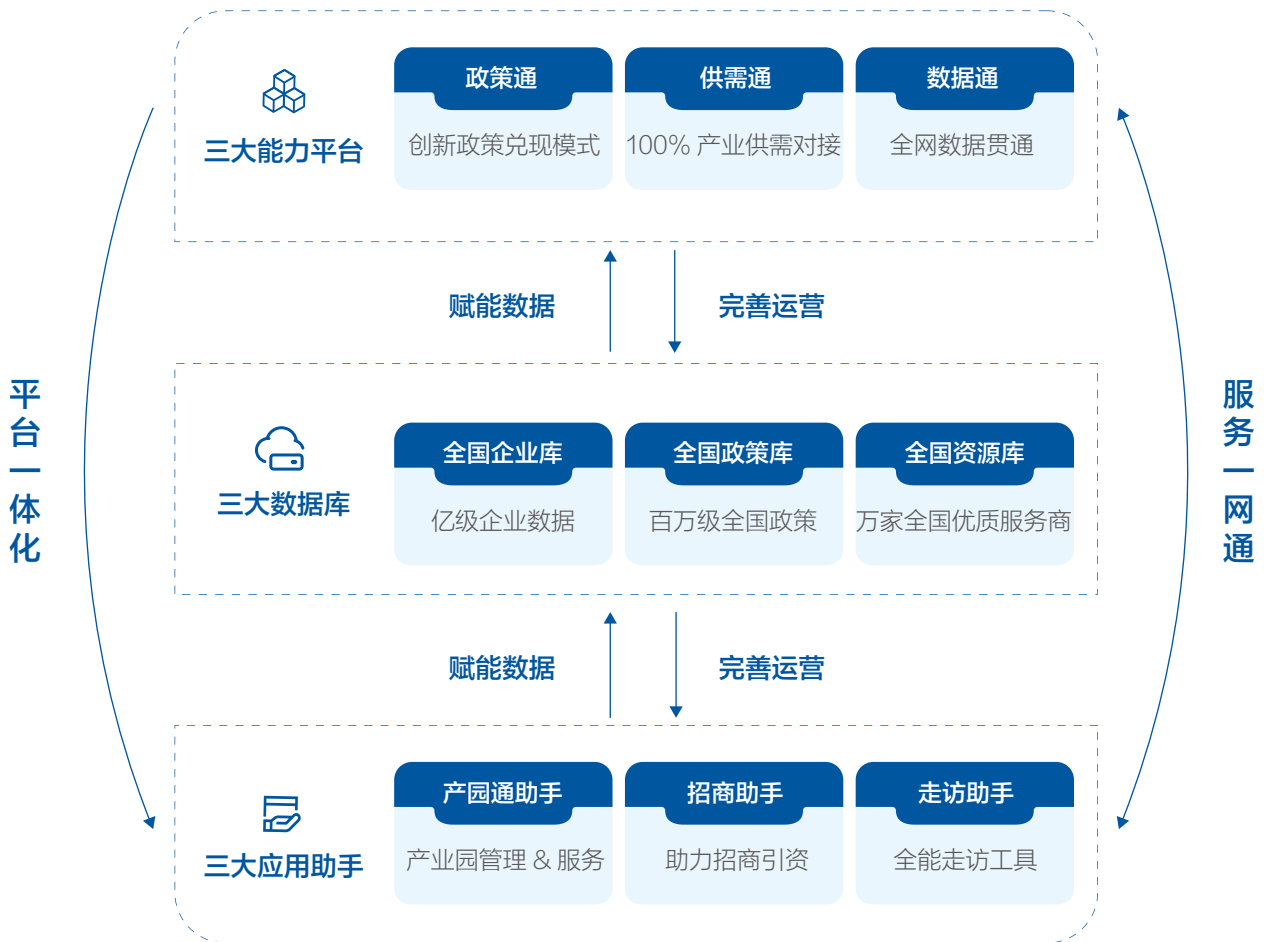 政策通
供需通
数据通
三大能力平台
创新政策兑现模式
100% 产业供需对接
全网数据贯通
赋能数据
完善运营
平台一体化
服务一网通
全国企业库
全国政策库
全国资源库
三大数据库
亿级企业数据
百万级全国政策
万家全国优质服务商
赋能数据
完善运营
产园通助手
招商助手
走访助手
三大应用助手
产业园管理 & 服务
助力招商引资
全能走访工具